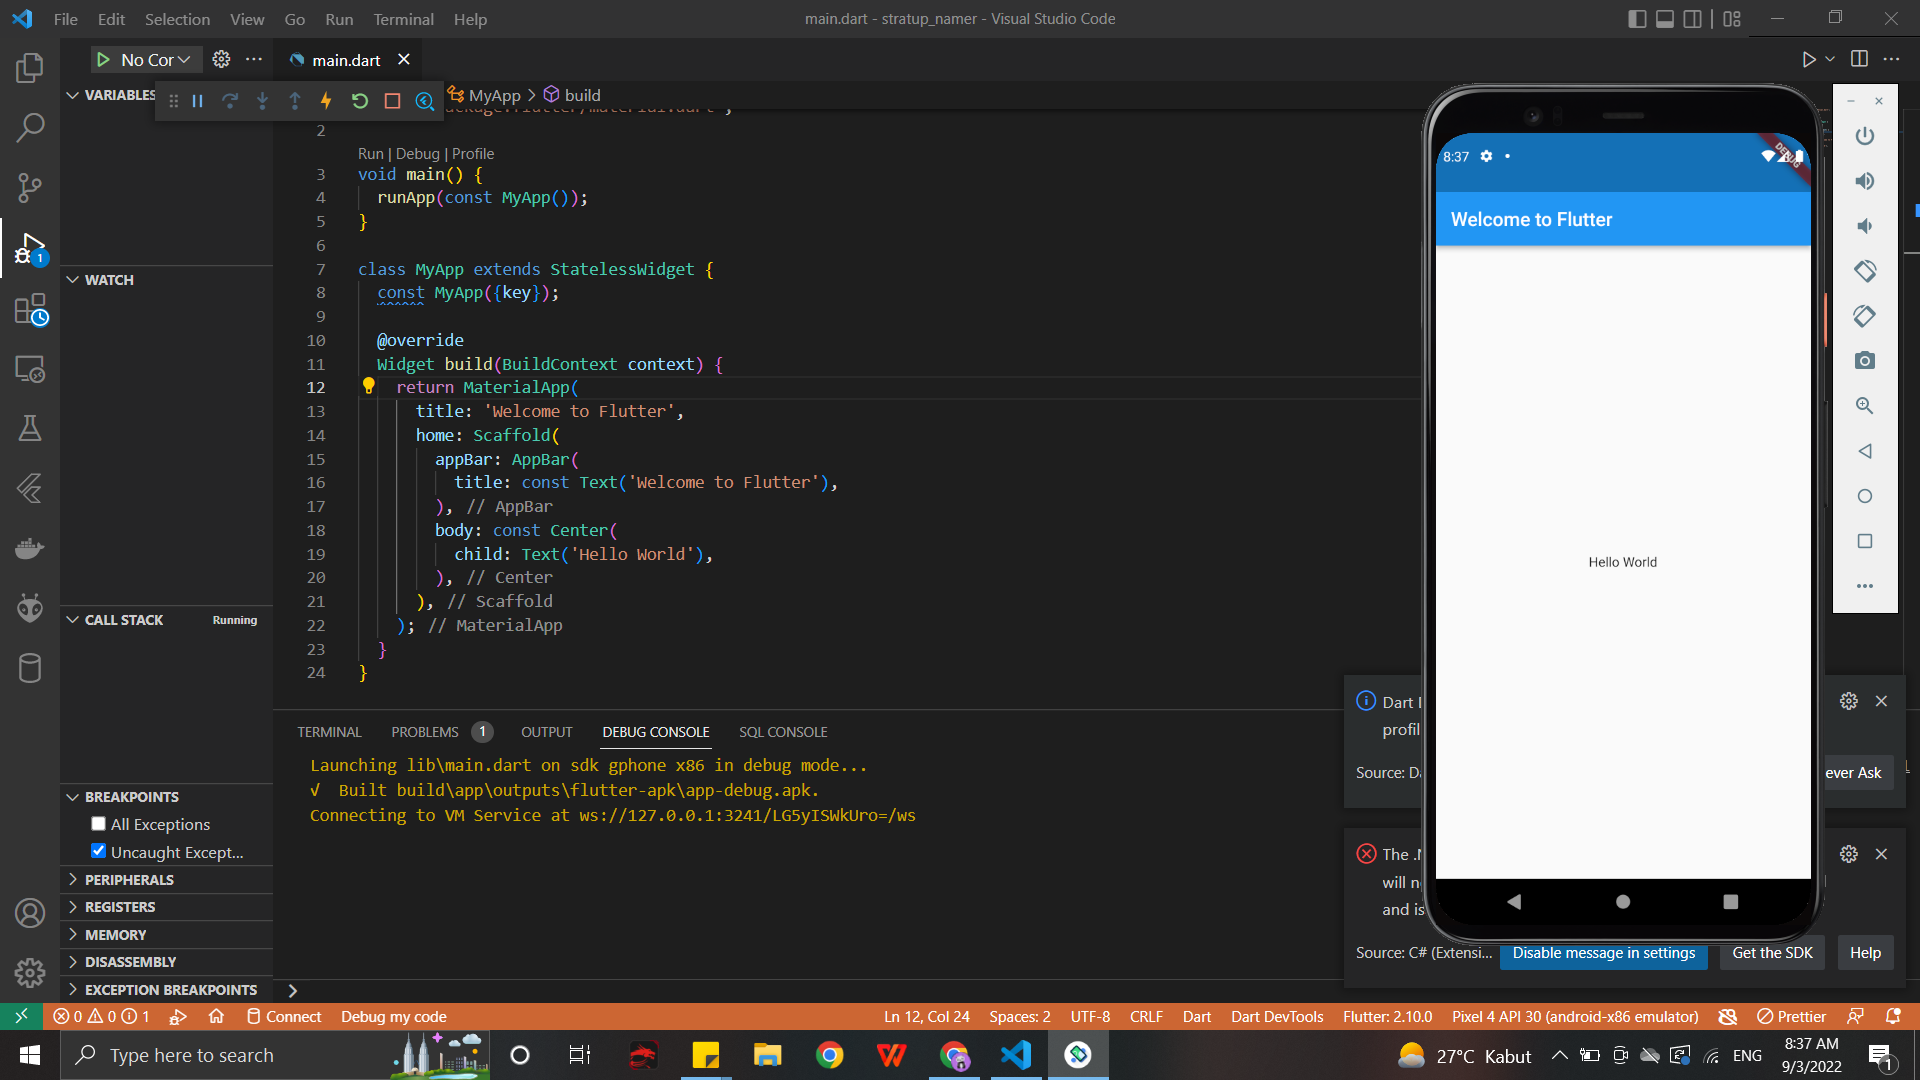 File Edit Selection View Go Run Terminal Help
main.dart - stratup_namer - Visual Studio Code
No Cor
main.dart
VARIABLES
MyApp > build
2
Run | Debug | Profile
3 void main() {
4 runApp(const MyApp());
5 }
6
7 class MyApp extends StatelessWidget {
8 const MyApp({key});
9
10 @override
11 Widget build(BuildContext context) {
12 return MaterialApp(
13 title: 'Welcome to Flutter',
14 home: Scaffold(
15 appBar: AppBar(
16 title: const Text('Welcome to Flutter'),
17 ), // AppBar
18 body: const Center(
19 child: Text('Hello World'),
20 ), // Center
21 ), // Scaffold
22 ); // MaterialApp
23 }
24 }
WATCH
CALL STACK Running
BREAKPOINTS
All Exceptions
Uncaught Except...
PERIPHERALS
REGISTERS
MEMORY
DISASSEMBLY
EXCEPTION BREAKPOINTS
1
TERMINAL PROBLEMS 1 OUTPUT DEBUG CONSOLE SQL CONSOLE
Launching lib\main.dart on sdk gphone x86 in debug mode...
√ Built build\app\outputs\flutter-apk\app-debug.apk.
Connecting to VM Service at ws://127.0.0.1:3241/LG5yISWkUro=/ws
8:37
DEBUG
Welcome to Flutter
Hello World
Dart
profil
Source: Da
ever Ask
The .N
will n
and is
Source: C# (Extensi...
Disable message in settings
Get the SDK
Help
0 0 1 Connect Debug my code
Ln 12, Col 24 Spaces: 2 UTF-8 CRLF Dart Dart DevTools Flutter: 2.10.0 Pixel 4 API 30 (android-x86 emulator) Prettier
Type here to search
27°C Kabut
ENG
8:37 AM
9/3/2022
1